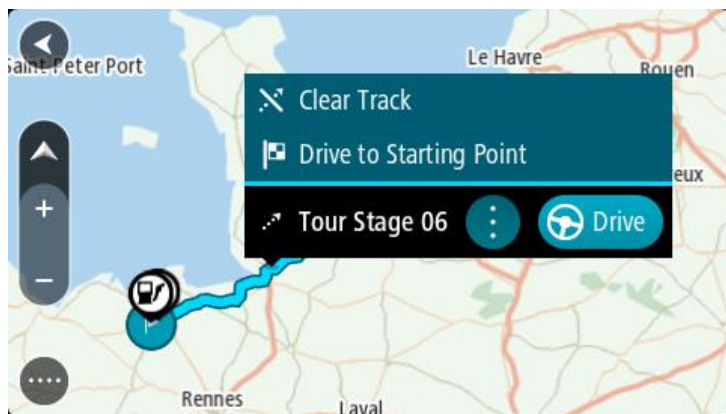 Saint Peter Port
Le Havre
Rouen
Clear Track
Drive to Starting Point
eux
Tour Stage 06
Drive
+
−
Rennes
Laval